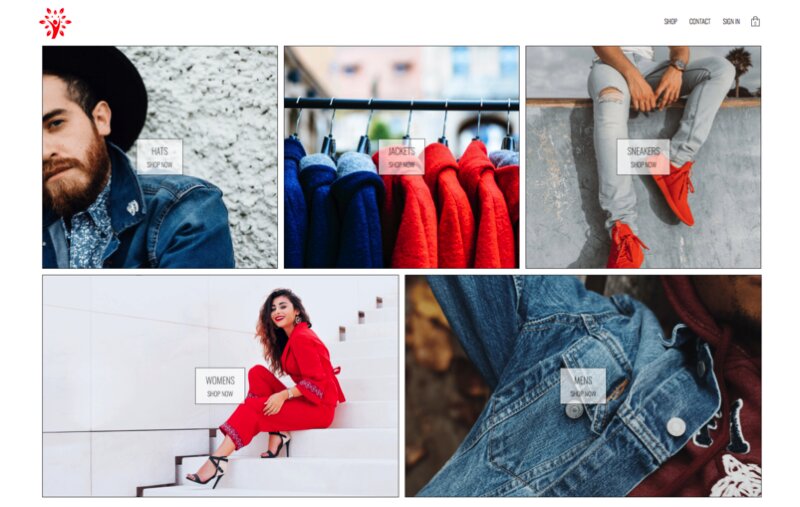 SHOP CONTACT SIGN IN 0
HATS
SHOP NOW
JACKETS
SHOP NOW
SNEAKERS
SHOP NOW
WOMENS
SHOP NOW
MENS
SHOP NOW